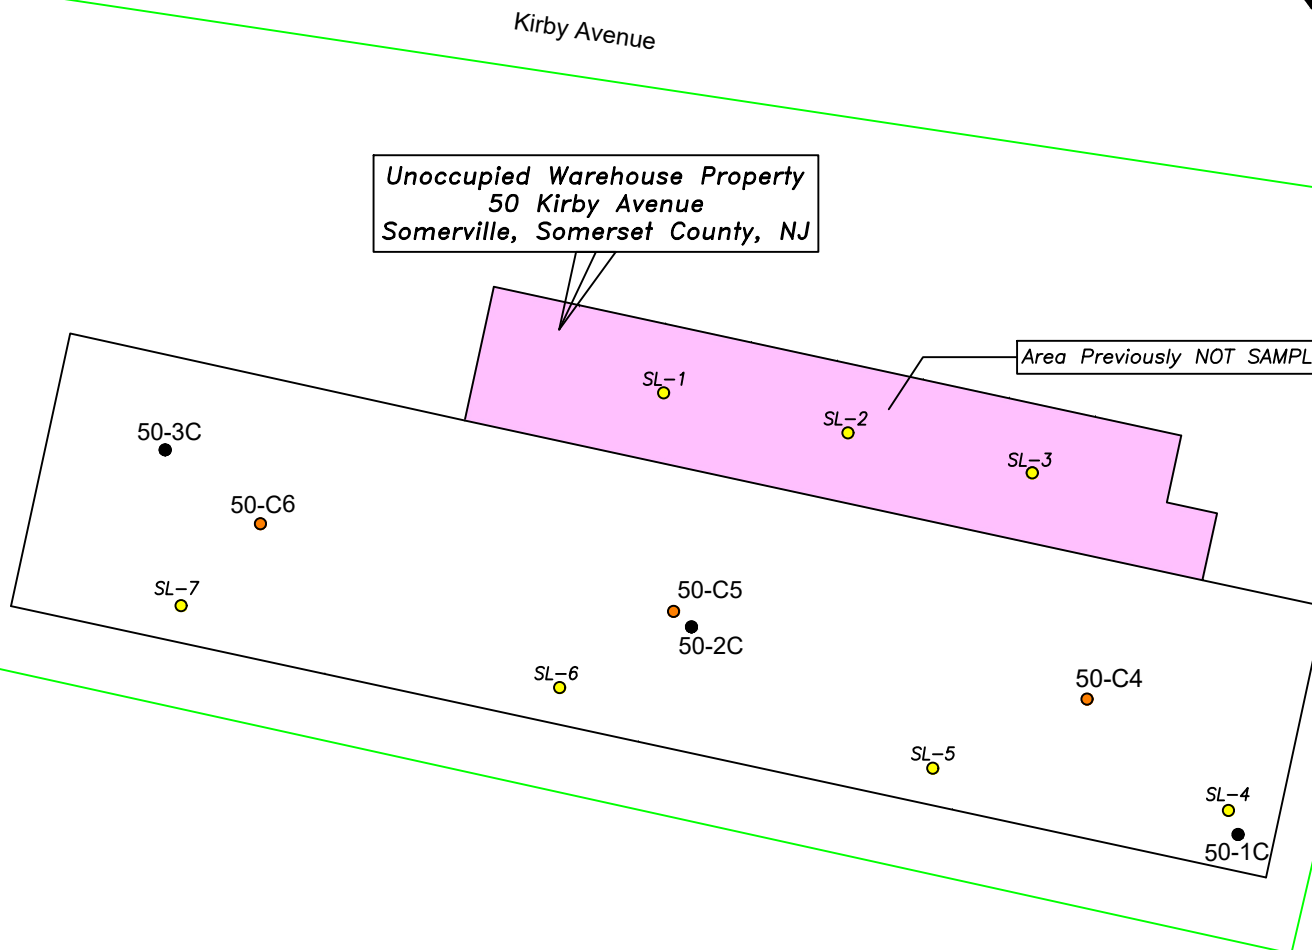 Kirby Avenue
Unoccupied Warehouse Property
50 Kirby Avenue
Somerville, Somerset County, NJ
Area Previously NOT SAMPL
SL-1
SL-2
SL-3
50-3C
50-C6
SL-7
50-C5
50-2C
SL-6
50-C4
SL-5
SL-4
50-1C